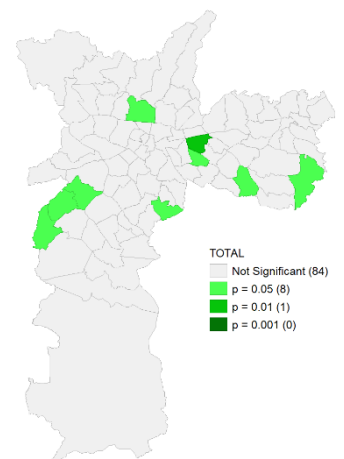 TOTAL
Not Significant (84)
p = 0.05 (8)
p = 0.01 (1)
p = 0.001 (0)